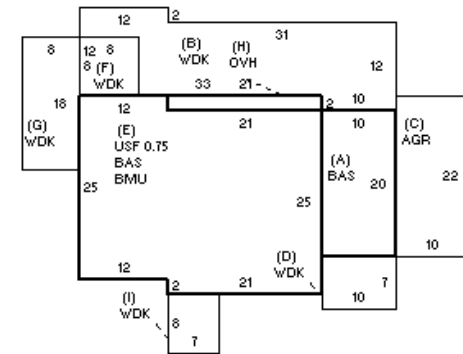 12
2
31
(B)
WDK
(H)
OVH
12
8
12 8
8 (F)
WDK
33
21
10
2
18
(G)
WDK
12
21
10
(C)
AGR
(E)
USF 0.75
BAS
BMU
(A)
BAS
25
25
20
22
12
2
21
(D)
WDK
10
7
10
(I)
WDK
8
7